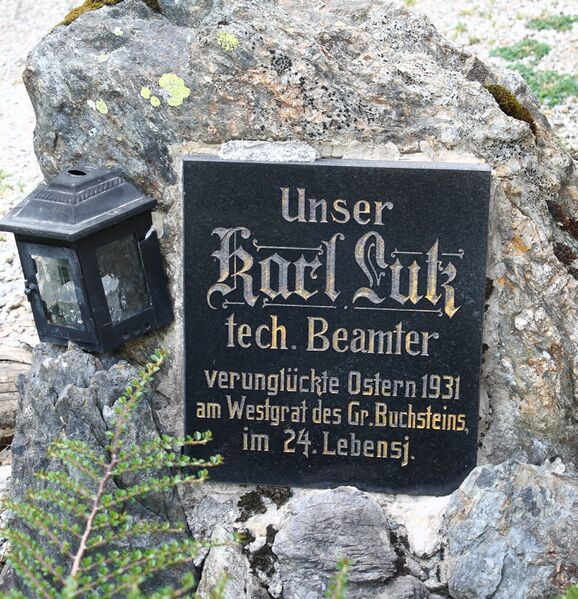 Unser
Karl Lutz
tech. Beamter
verunglückte Ostern 1931
am Westgrat des Gr. Buchsteins,
im 24. Lebensj.